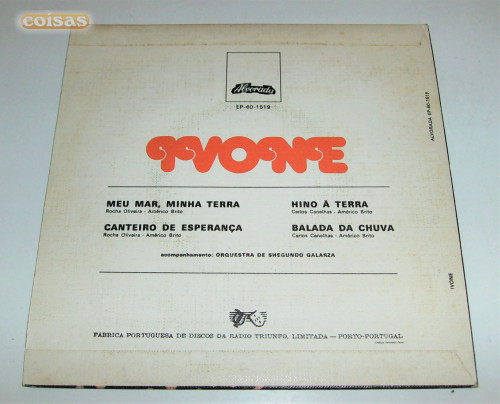 coisas
Alvorada
EP-60-1519
IVONE
MEU MAR, MINHA TERRA
Rocha Oliveira - Américo Brito
CANTEIRO DE ESPERANÇA
Rocha Oliveira - Américo Brito
HINO À TERRA
Carlos Canelhas - Américo Brito
BALADA DA CHUVA
Carlos Canelhas - Américo Brito
acompanhamento: ORQUESTRA DE SHEGUNDO GALARZA
FÁBRICA PORTUGUESA DE DISCOS DA RÁDIO TRIUNFO, LIMITADA — PORTO-PORTUGAL
ALVORADA EP-60-1519
IVONE